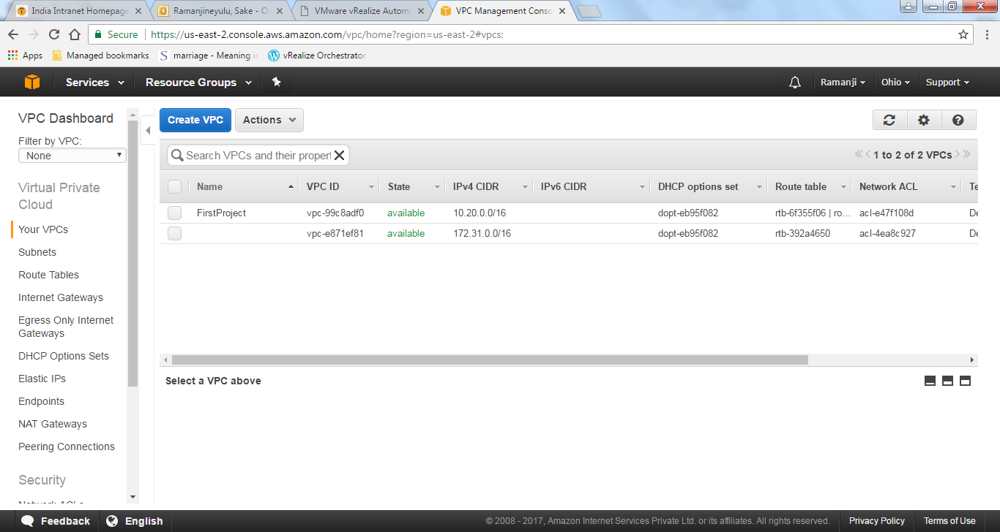 India Intranet Homepage
Ramanjineyulu, Sake - Ou
VMware vRealize Automa
VPC Management Conso
Secure
https://us-east-2.console.aws.amazon.com/vpc/home?region=us-east-2#vpcs:
Apps
Managed bookmarks
S
marriage - Meaning in
vRealize Orchestrator
Services
Resource Groups
Ramanji
Ohio
Support
VPC Dashboard
Filter by VPC:
None
Virtual Private
Cloud
Your VPCs
Subnets
Route Tables
Internet Gateways
Egress Only Internet
Gateways
DHCP Options Sets
Elastic IPs
Endpoints
NAT Gateways
Peering Connections
Security
Network ACLs
Create VPC
Actions
Search VPCs and their propert
1 to 2 of 2 VPCs
Name VPC ID State IPv4 CIDR IPv6 CIDR DHCP options set Route table Network ACL Te
FirstProject vpc-99c8adf0 available 10.20.0.0/16 dopt-eb95f082 rtb-6f355f06 | ro... acl-e47f108d De
vpc-e871ef81 available 172.31.0.0/16 dopt-eb95f082 rtb-392a4650 acl-4ea8c927 De
Select a VPC above
Feedback
English
© 2008 - 2017, Amazon Internet Services Private Ltd. or its affiliates. All rights reserved.
Privacy Policy
Terms of Use